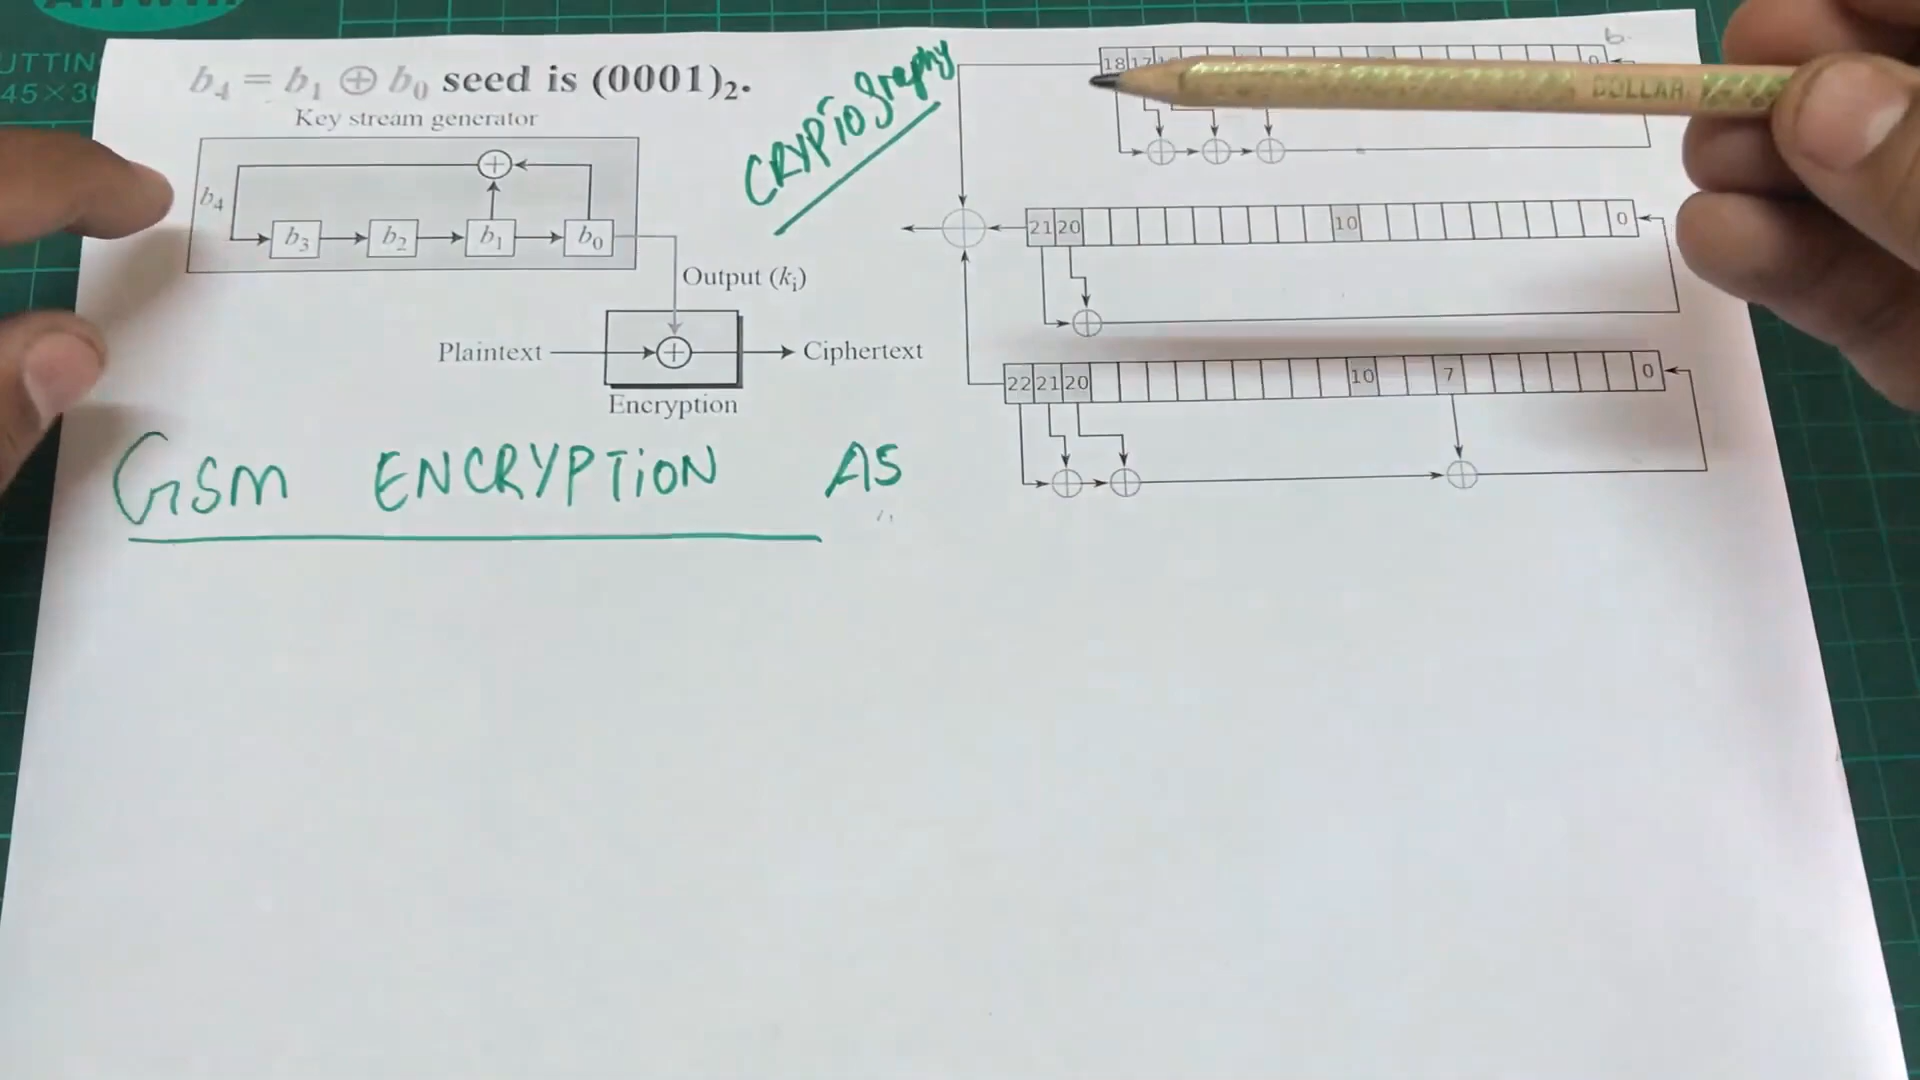 b4 = b1 ⊕ b0 seed is (0001)2.
Key stream generator
b4
b3 b2 b1 b0
Output (ki)
Plaintext
Ciphertext
Encryption
CRYPTOGraphy
GSM ENCRYPTION A5
18 17 0
21 20 10 0
22 21 20 10 7 0
DOLLAR
45×30